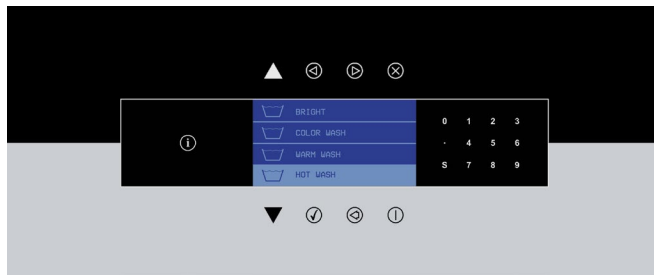 BRIGHT
COLOR WASH
WARM WASH
HOT WASH
0 1 2 3
· 4 5 6
S 7 8 9
i